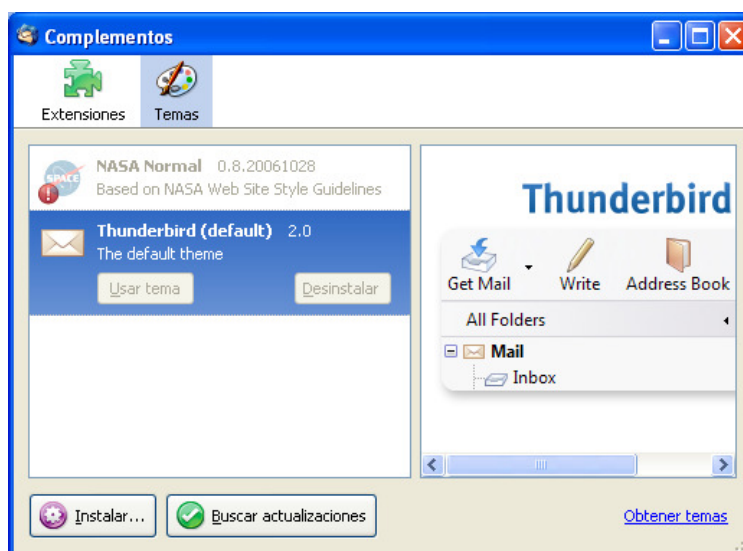 Complementos
Extensiones
Temas
SPACE
NASA Normal 0.8.20061028
Based on NASA Web Site Style Guidelines
Thunderbird (default) 2.0
The default theme
Usar tema
Desinstalar
Thunderbird
Get Mail
Write
Address Book
All Folders
Mail
Inbox
Instalar...
Buscar actualizaciones
Obtener temas